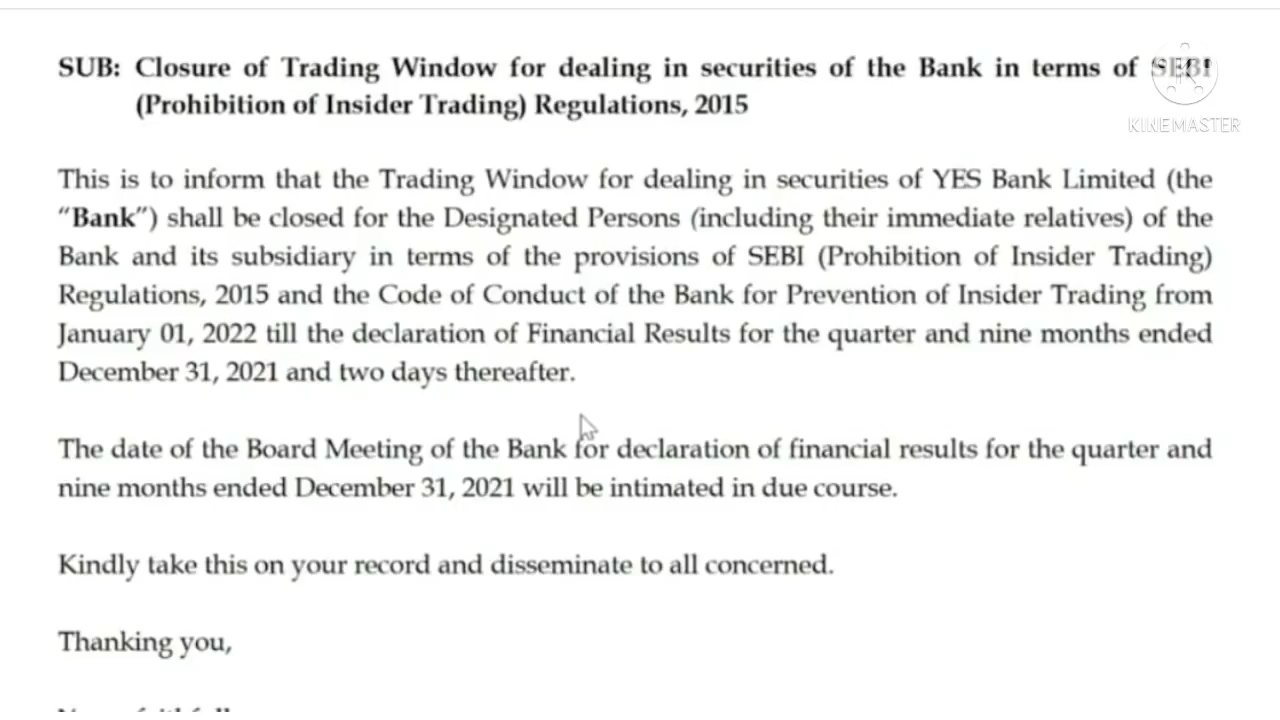 SUB: Closure of Trading Window for dealing in securities of the Bank in terms of SEBI
(Prohibition of Insider Trading) Regulations, 2015
KINEMASTER
This is to inform that the Trading Window for dealing in securities of YES Bank Limited (the
“Bank”) shall be closed for the Designated Persons (including their immediate relatives) of the
Bank and its subsidiary in terms of the provisions of SEBI (Prohibition of Insider Trading)
Regulations, 2015 and the Code of Conduct of the Bank for Prevention of Insider Trading from
January 01, 2022 till the declaration of Financial Results for the quarter and nine months ended
December 31, 2021 and two days thereafter.
The date of the Board Meeting of the Bank for declaration of financial results for the quarter and
nine months ended December 31, 2021 will be intimated in due course.
Kindly take this on your record and disseminate to all concerned.
Thanking you,